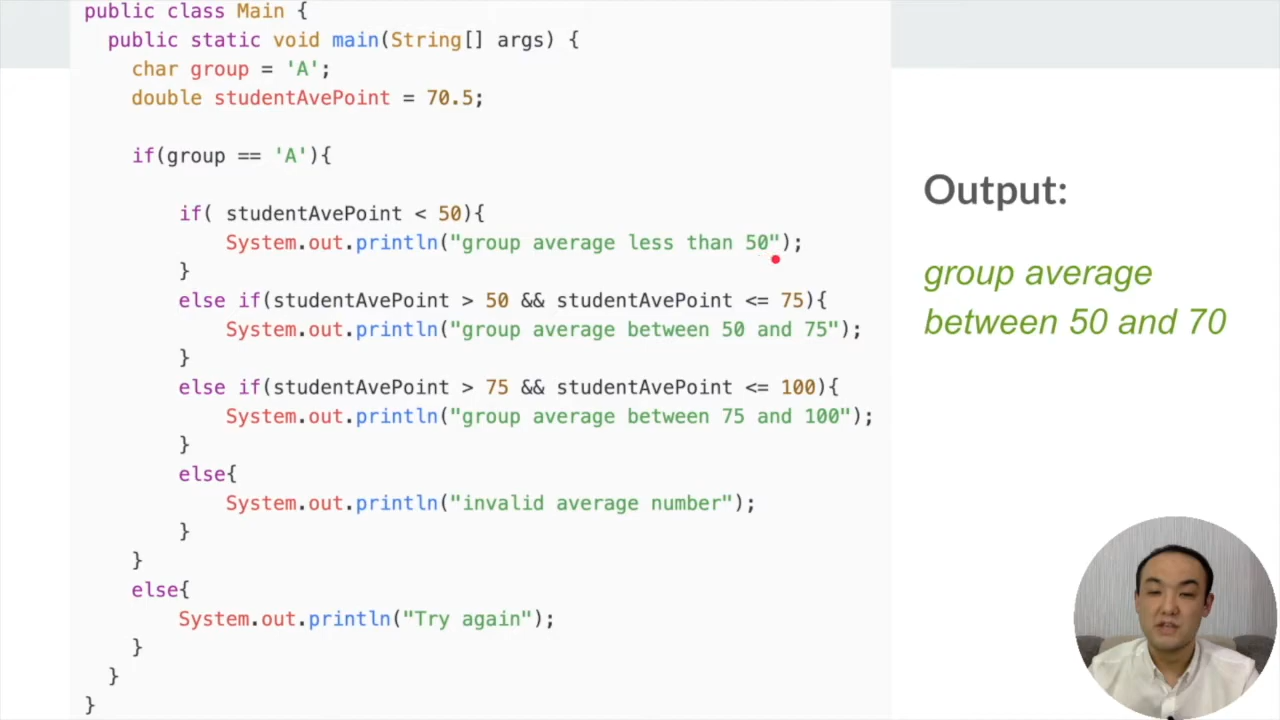 public class Main {
public static void main(String[] args) {
char group = 'A';
double studentAvePoint = 70.5;
if(group == 'A'){
if( studentAvePoint < 50){
System.out.println("group average less than 50");
}
else if(studentAvePoint > 50 && studentAvePoint <= 75){
System.out.println("group average between 50 and 75");
}
else if(studentAvePoint > 75 && studentAvePoint <= 100){
System.out.println("group average between 75 and 100");
}
else{
System.out.println("invalid average number");
}
}
else{
System.out.println("Try again");
}
}
}
Output:
group average
between 50 and 70